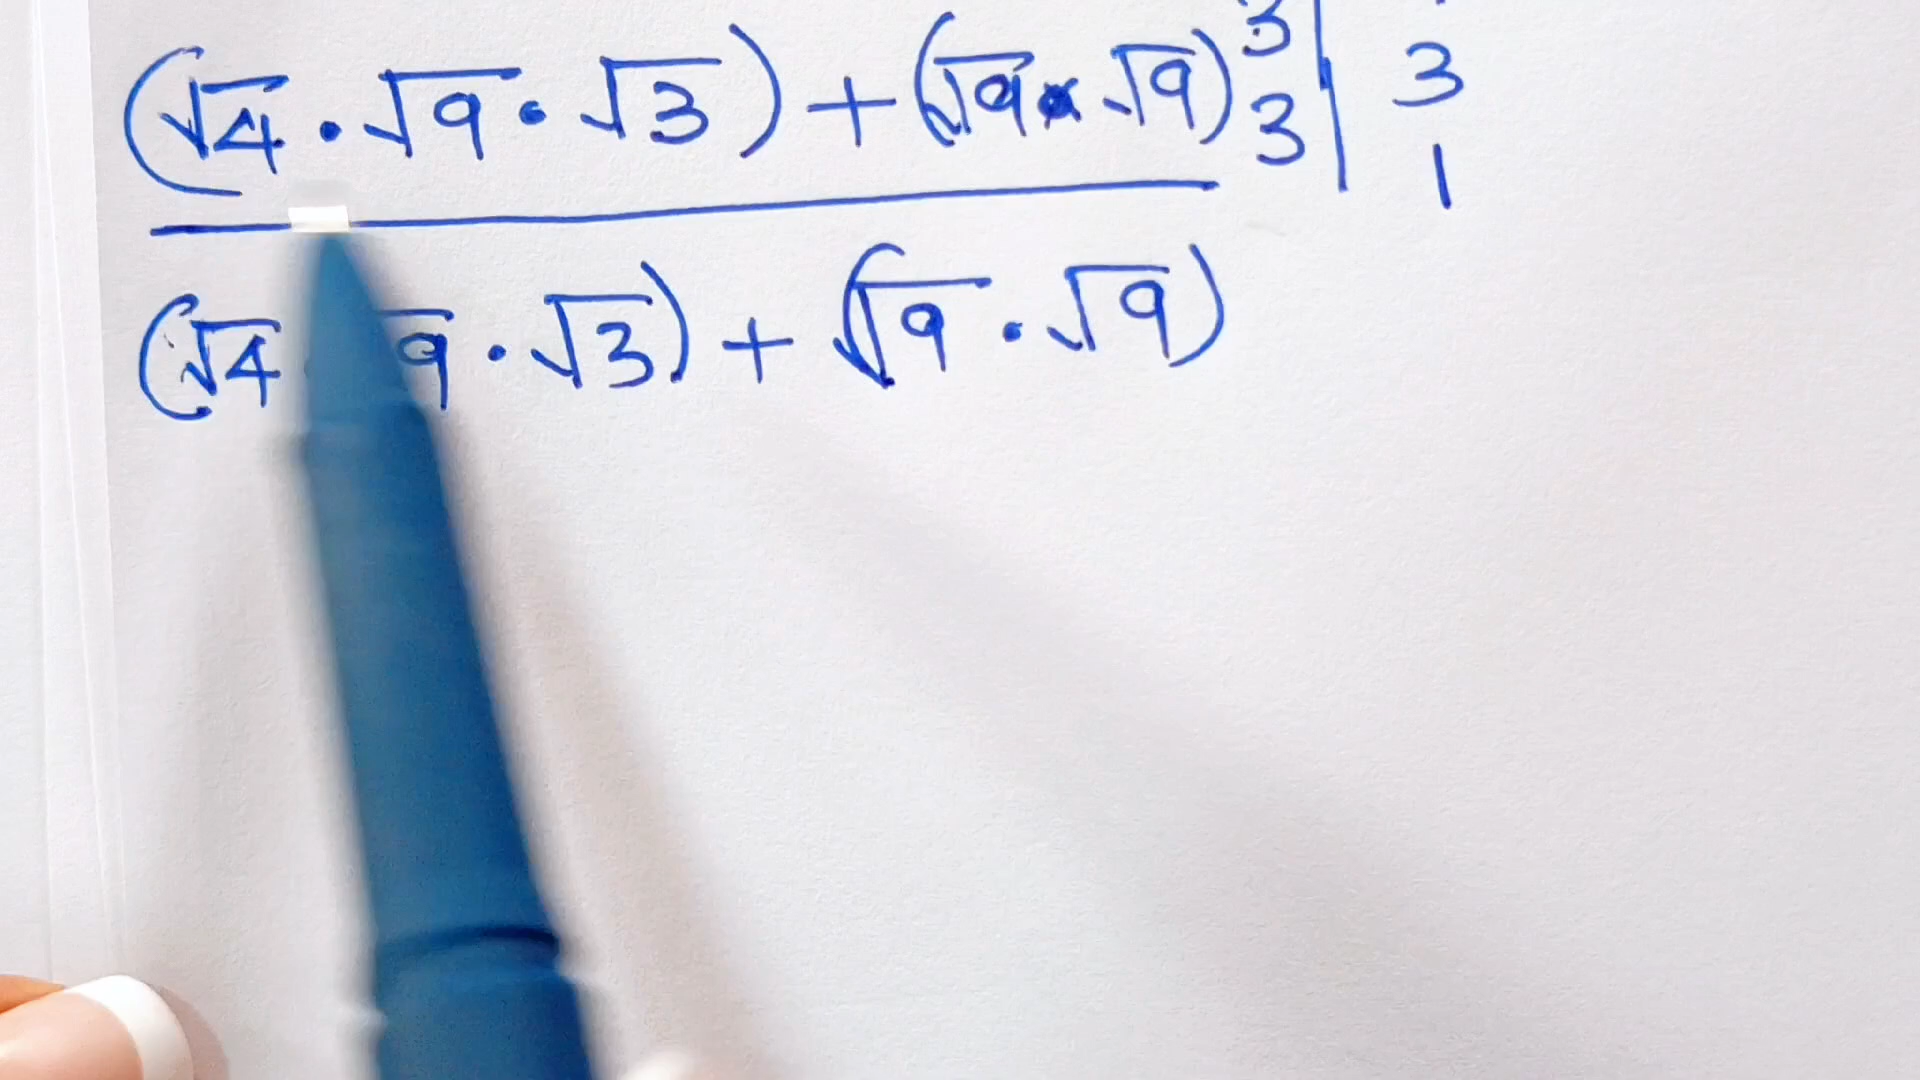 (√4 · √9 · √3) + (√9 · √9)
(√4 √9 · √3) + (√9 · √9)
3 |
3 | 3
1